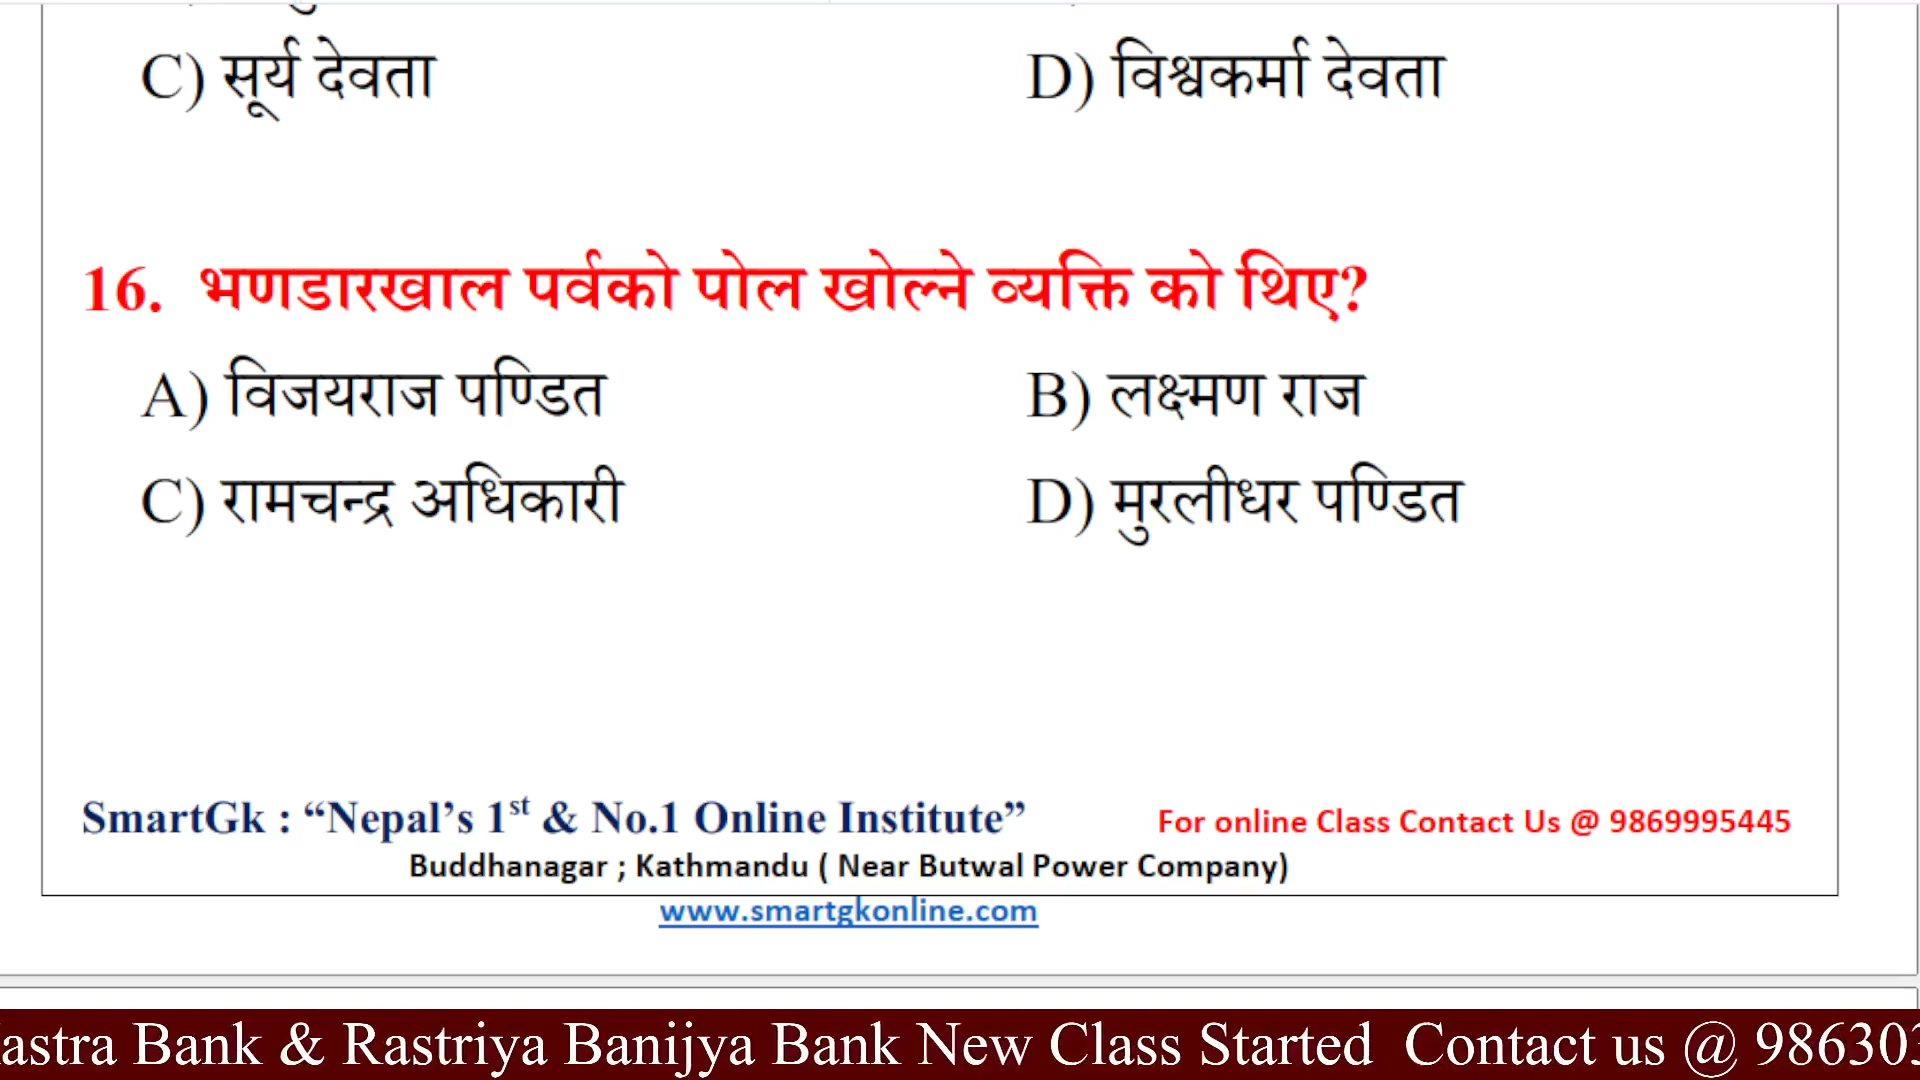 C) सूर्य देवता D) विश्वकर्मा देवता
16. भणडारखाल पर्वको पोल खोल्ने व्यक्ति को थिए?
A) विजयराज पण्डित B) लक्ष्मण राज
C) रामचन्द्र अधिकारी D) मुरलीधर पण्डित
SmartGk : “Nepal’s 1st & No.1 Online Institute” For online Class Contact Us @ 9869995445
Buddhanagar ; Kathmandu ( Near Butwal Power Company)
www.smartgkonline.com
astra Bank & Rastriya Banijya Bank New Class Started Contact us @ 98630